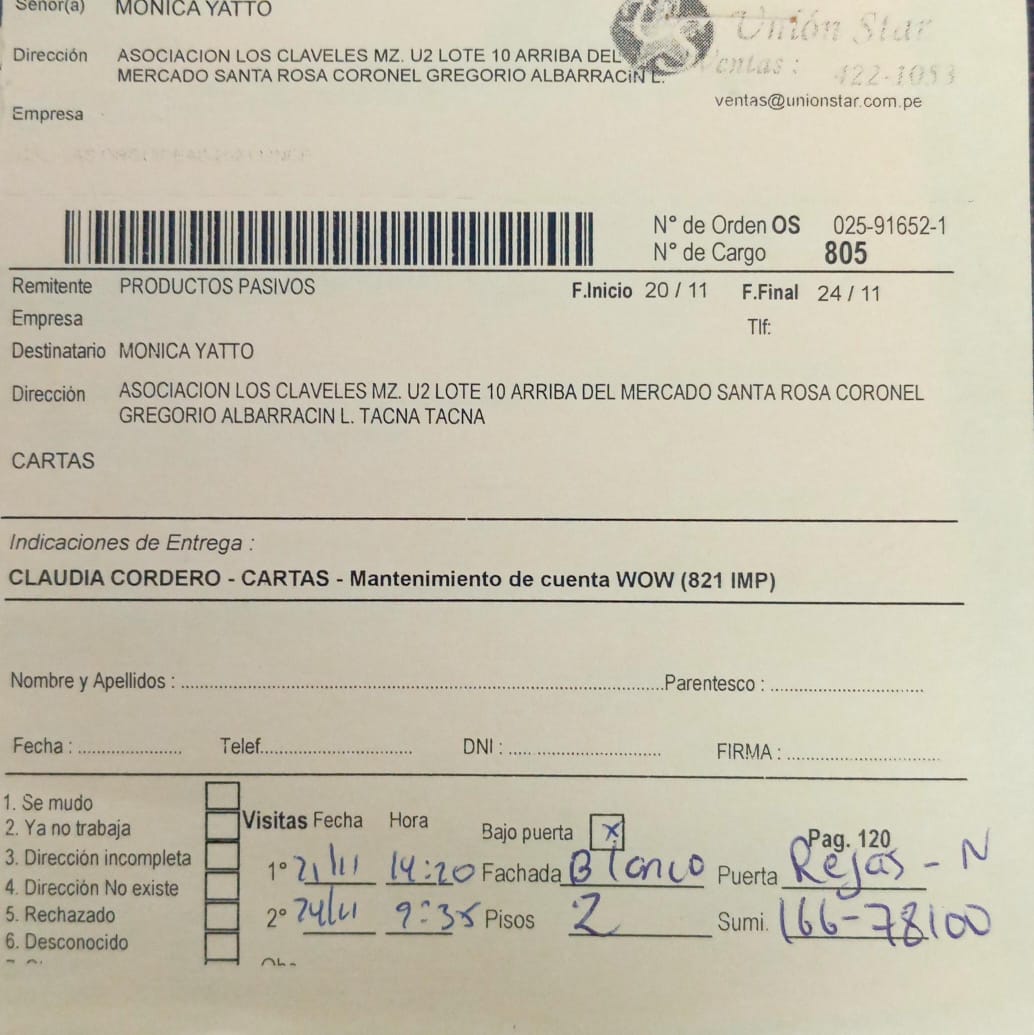 Señor(a) MONICA YATTO
Unión Star
Dirección ASOCIACION LOS CLAVELES MZ. U2 LOTE 10 ARRIBA DEL
MERCADO SANTA ROSA CORONEL GREGORIO ALBARRACIN L.
Ventas : 422-1053
ventas@unionstar.com.pe
Empresa
N° de Orden OS 025-91652-1
N° de Cargo 805
Remitente PRODUCTOS PASIVOS F.Inicio 20 / 11 F.Final 24 / 11
Empresa Tlf:
Destinatario MONICA YATTO
Dirección ASOCIACION LOS CLAVELES MZ. U2 LOTE 10 ARRIBA DEL MERCADO SANTA ROSA CORONEL
GREGORIO ALBARRACIN L. TACNA TACNA
CARTAS
Indicaciones de Entrega :
CLAUDIA CORDERO - CARTAS - Mantenimiento de cuenta WOW (821 IMP)
Nombre y Apellidos : Parentesco :
Fecha : Telef. DNI : FIRMA :
1. Se mudo
2. Ya no trabaja
3. Dirección incompleta
4. Dirección No existe
5. Rechazado
6. Desconocido
Visitas Fecha Hora Bajo puerta x Pag. 120
1° 21/11 14:20 Fachada Blanco Puerta Rejas - N
2° 24/11 9:35 Pisos 2 Sumi. 166-78100